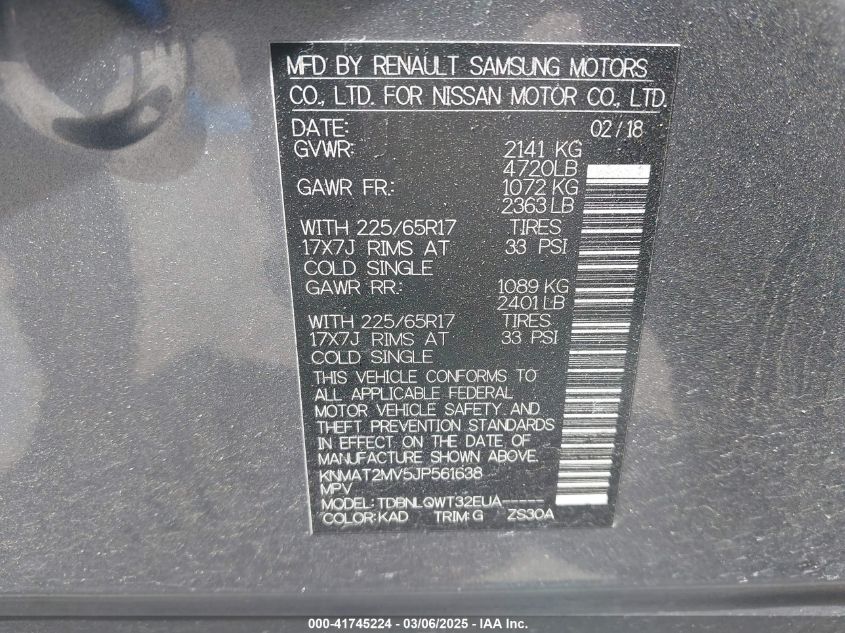 MFD BY RENAULT SAMSUNG MOTORS
CO., LTD. FOR NISSAN MOTOR CO., LTD.
DATE: 02/18
GVWR: 2141 KG
4720LB
GAWR FR.: 1072 KG
2363LB
WITH 225/65R17 TIRES
17X7J RIMS AT 33 PSI
COLD SINGLE
GAWR RR.: 1089 KG
2401LB
WITH 225/65R17 TIRES
17X7J RIMS AT 33 PSI
COLD SINGLE
THIS VEHICLE CONFORMS TO
ALL APPLICABLE FEDERAL
MOTOR VEHICLE SAFETY AND
THEFT PREVENTION STANDARDS
IN EFFECT ON THE DATE OF
MANUFACTURE SHOWN ABOVE.
KNMAT2MV5JP561638
MPV
MODEL: TDBNLQWT32EUA-----
COLOR: KAD TRIM: G ZS30A
000-41745224 - 03/06/2025 - © IAA Inc.